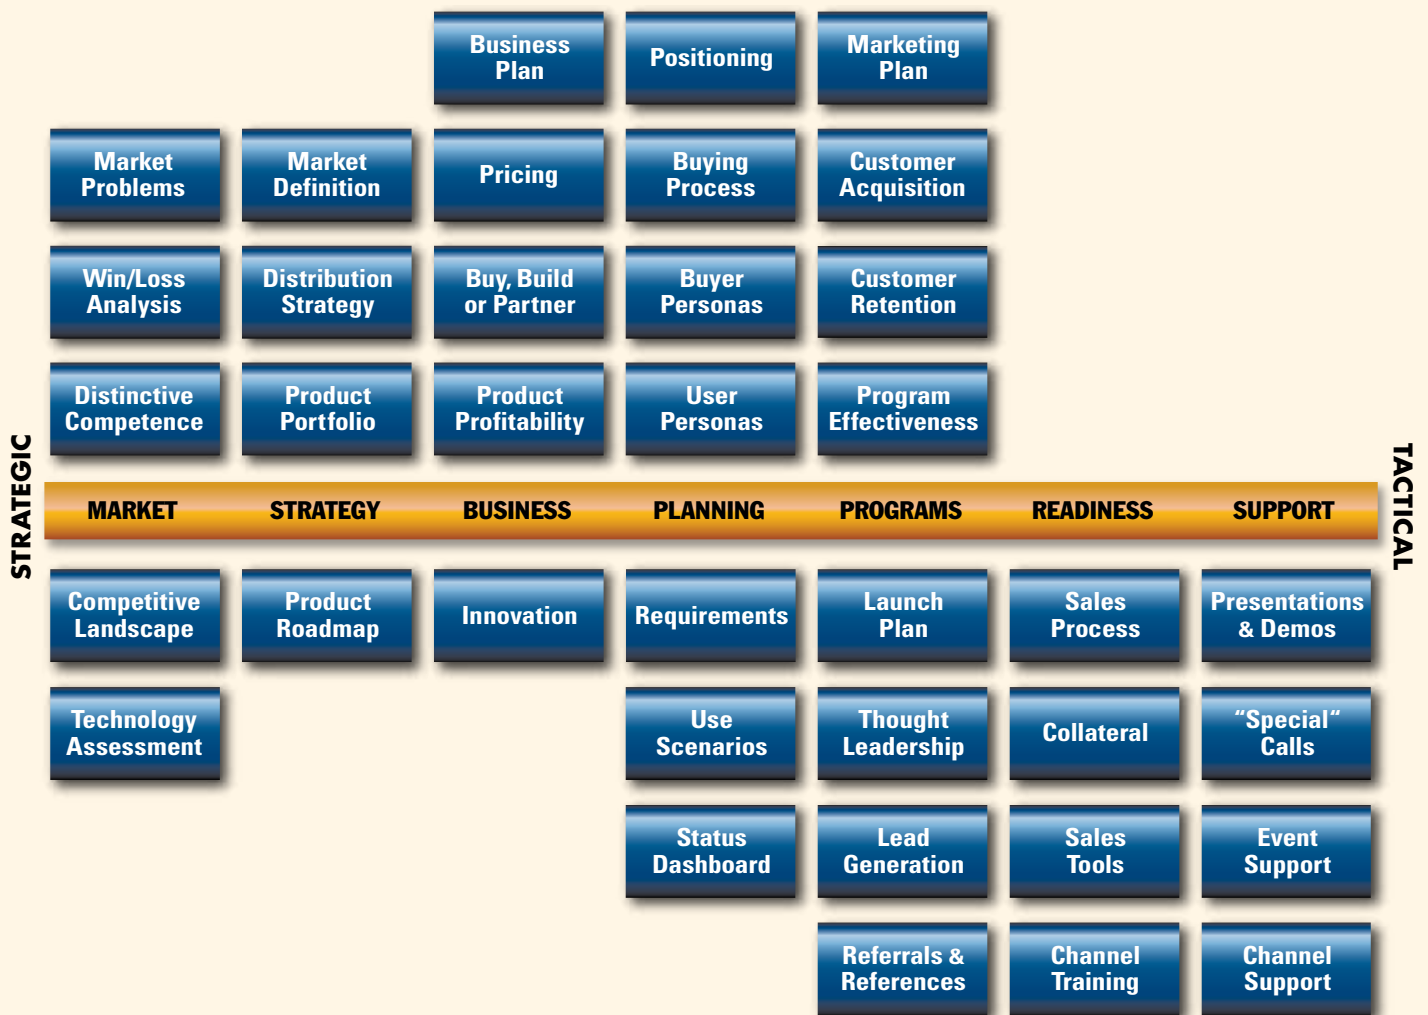 Business
Plan
Positioning
Marketing
Plan
Market
Problems
Market
Definition
Pricing
Buying
Process
Customer
Acquisition
Win/Loss
Analysis
Distribution
Strategy
Buy, Build
or Partner
Buyer
Personas
Customer
Retention
Distinctive
Competence
Product
Portfolio
Product
Profitability
User
Personas
Program
Effectiveness
STRATEGIC
MARKET
STRATEGY
BUSINESS
PLANNING
PROGRAMS
READINESS
SUPPORT
TACTICAL
Competitive
Landscape
Product
Roadmap
Innovation
Requirements
Launch
Plan
Sales
Process
Presentations
& Demos
Technology
Assessment
Use
Scenarios
Thought
Leadership
Collateral
“Special“
Calls
Status
Dashboard
Lead
Generation
Sales
Tools
Event
Support
Referrals &
References
Channel
Training
Channel
Support